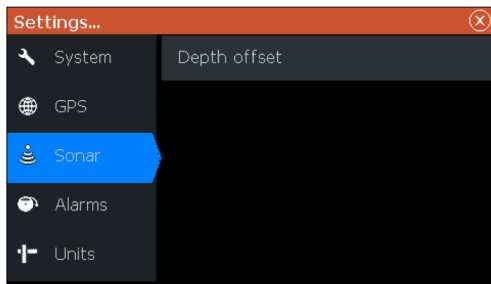 Settings...
System
Depth offset
GPS
Sonar
Alarms
Units